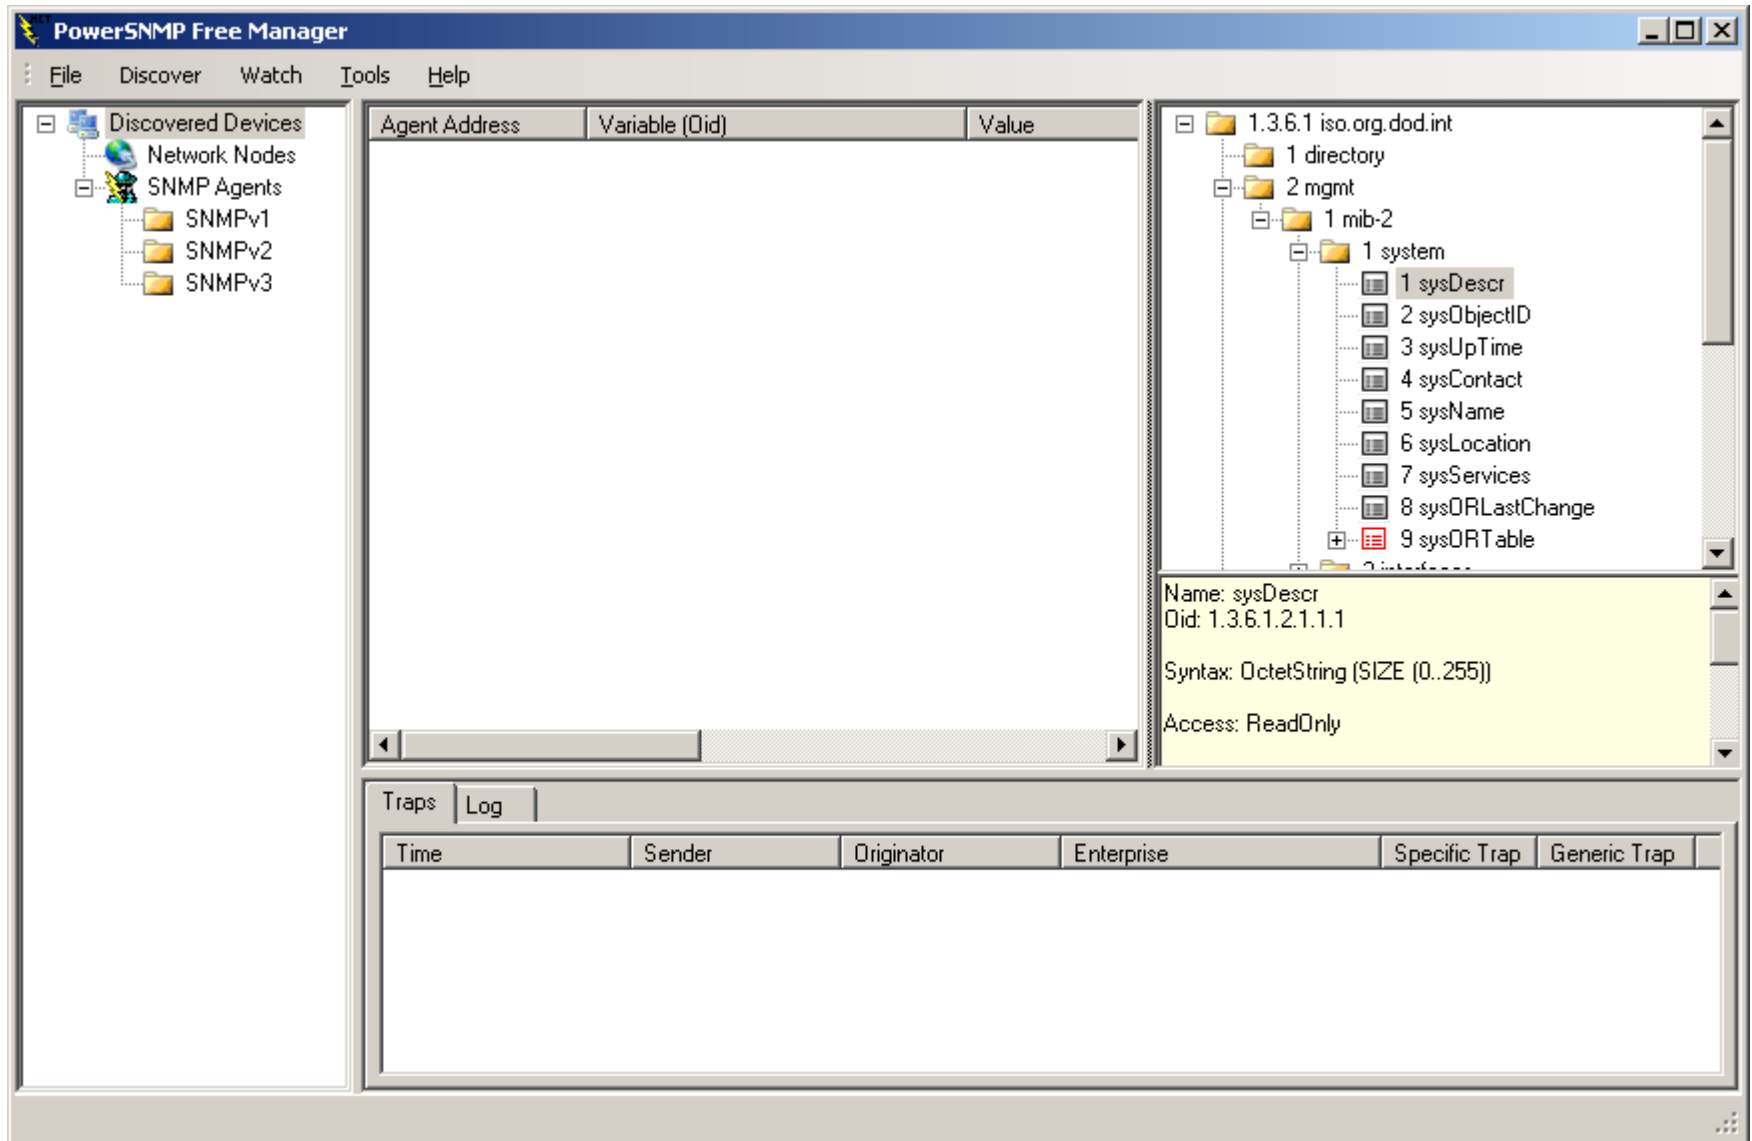 PowerSNMP Free Manager
File Discover Watch Tools Help
Discovered Devices
Network Nodes
SNMP Agents
SNMPv1
SNMPv2
SNMPv3
Agent Address Variable (Oid) Value
1.3.6.1 iso.org.dod.int
1 directory
2 mgmt
1 mib-2
1 system
1 sysDescr
2 sysObjectID
3 sysUpTime
4 sysContact
5 sysName
6 sysLocation
7 sysServices
8 sysORLastChange
9 sysORTable
2 interfaces
Name: sysDescr
Oid: 1.3.6.1.2.1.1.1
Syntax: OctetString (SIZE (0..255))
Access: ReadOnly
Traps Log
Time Sender Originator Enterprise Specific Trap Generic Trap